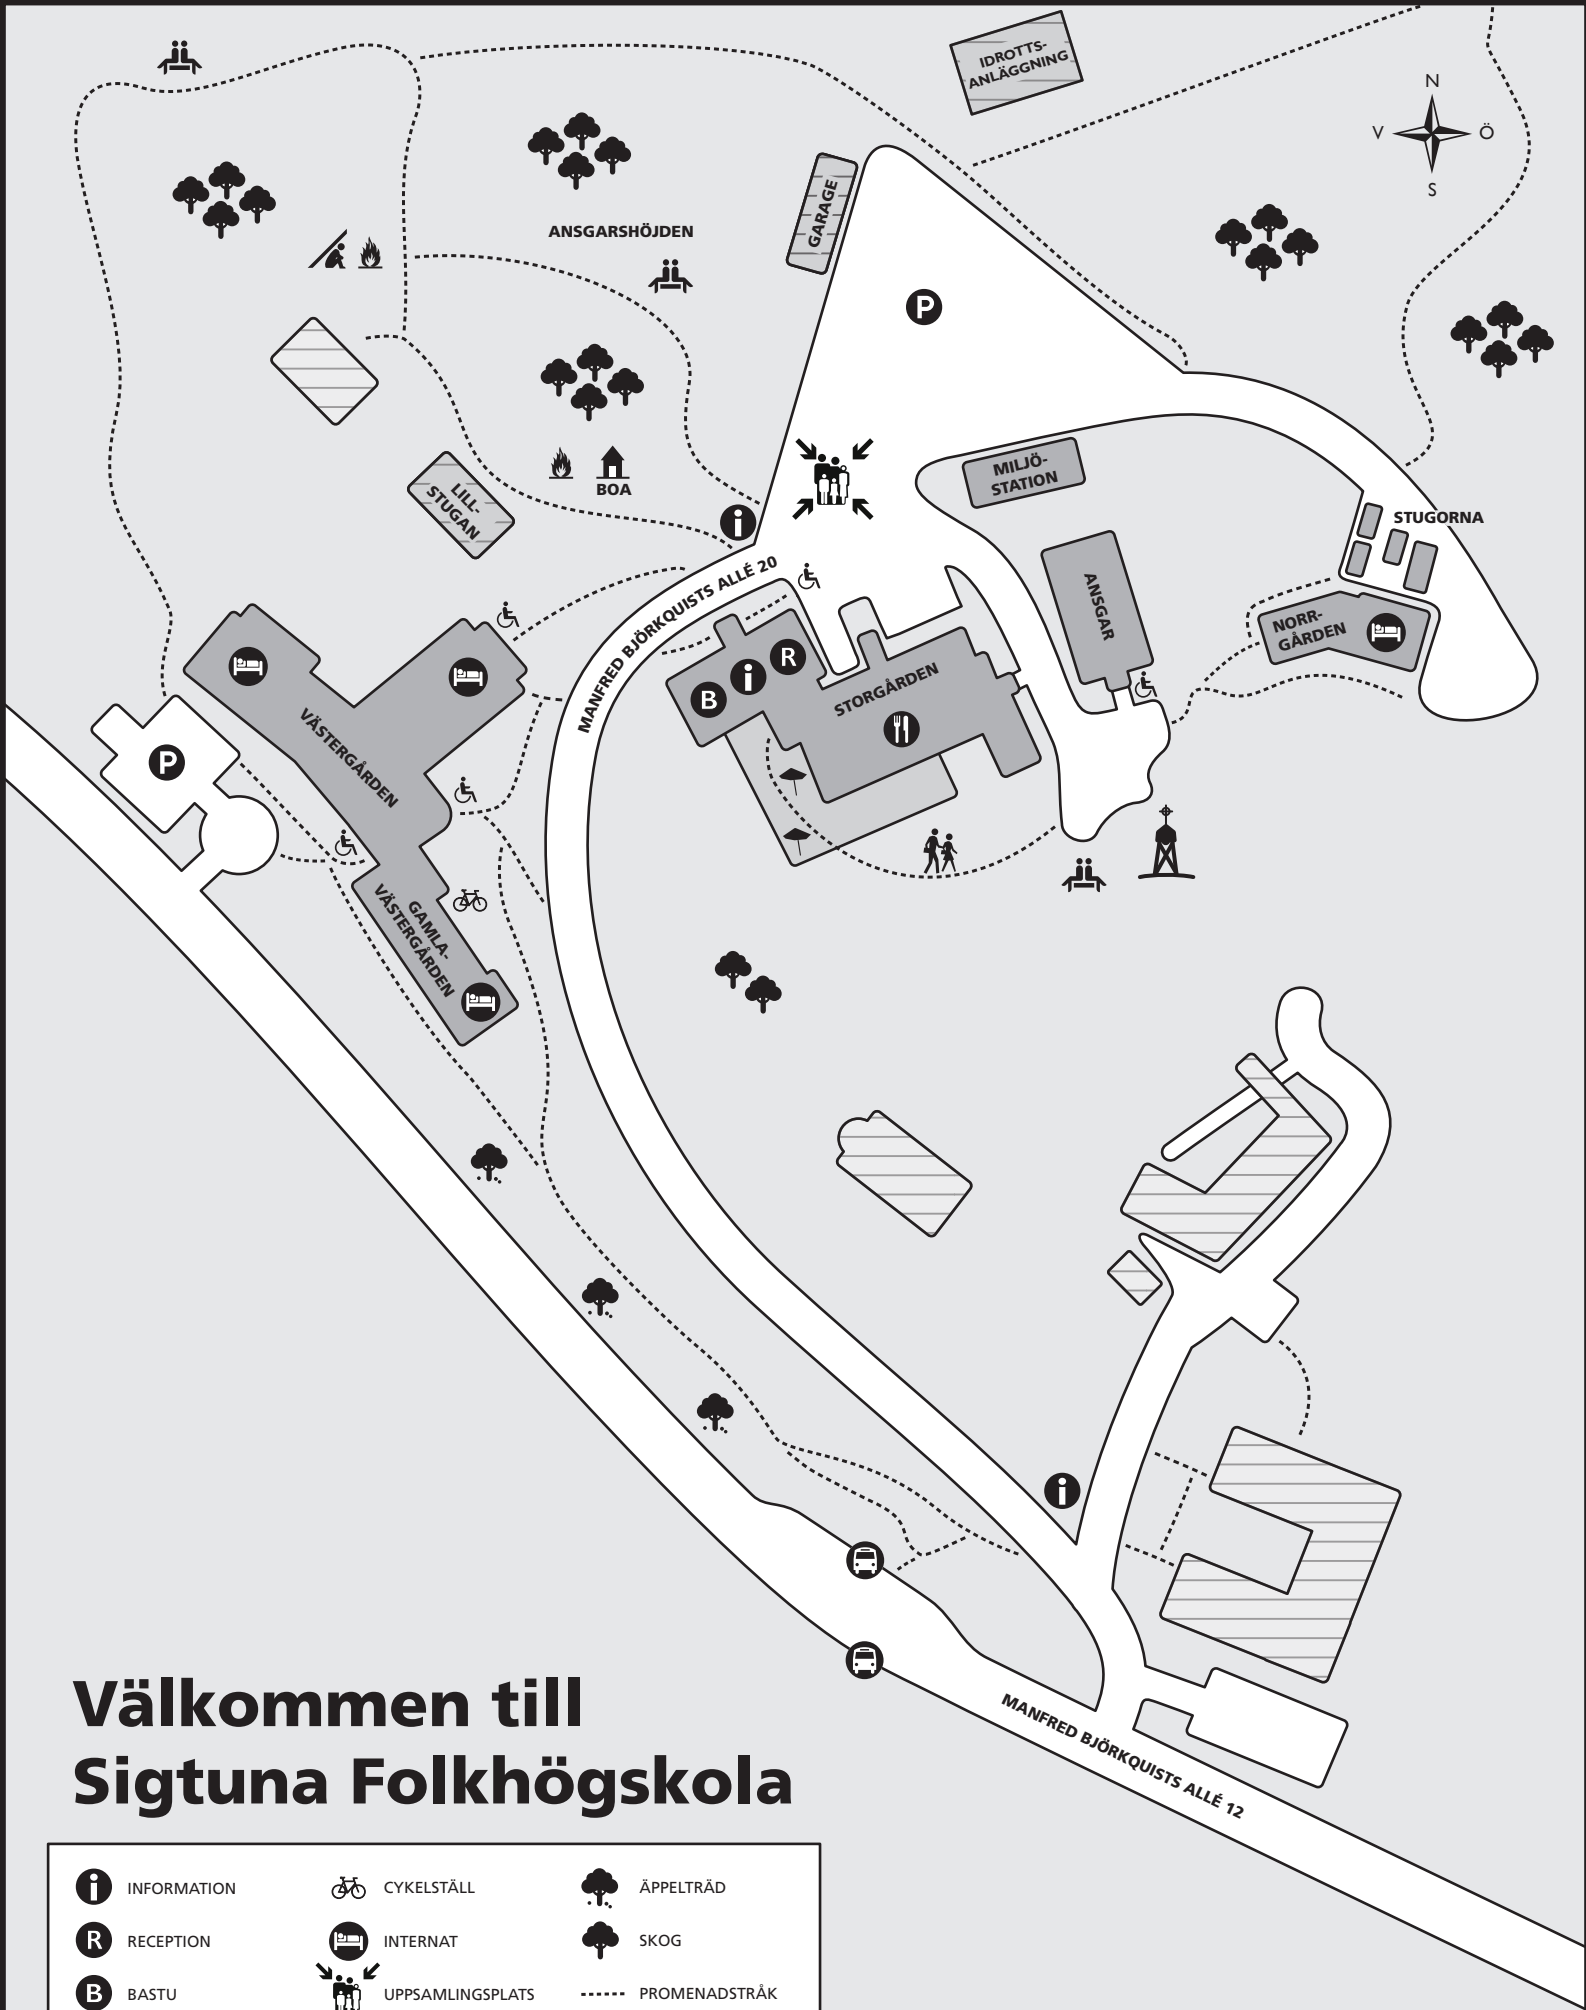 IDROTTS-
ANLÄGGNING
N
V
Ö
S
GARAGE
ANSGARSHÖJDEN
P
MILJÖ-
STATION
LILL-
STUGAN
BOA
i
STUGORNA
MANFRED BJÖRKQUISTS ALLÉ 20
ANSGAR
NORR-
GÅRDEN
B
i
R
STORGÅRDEN
VÄSTERGÅRDEN
P
GAMLA-
VÄSTERGÅRDEN
i
MANFRED BJÖRKQUISTS ALLÉ 12
Välkommen till
Sigtuna Folkhögskola
i INFORMATION
CYKELSTÄLL
ÄPPELTRÄD
R RECEPTION
INTERNAT
SKOG
B BASTU
UPPSAMLINGSPLATS
PROMENADSTRÅK